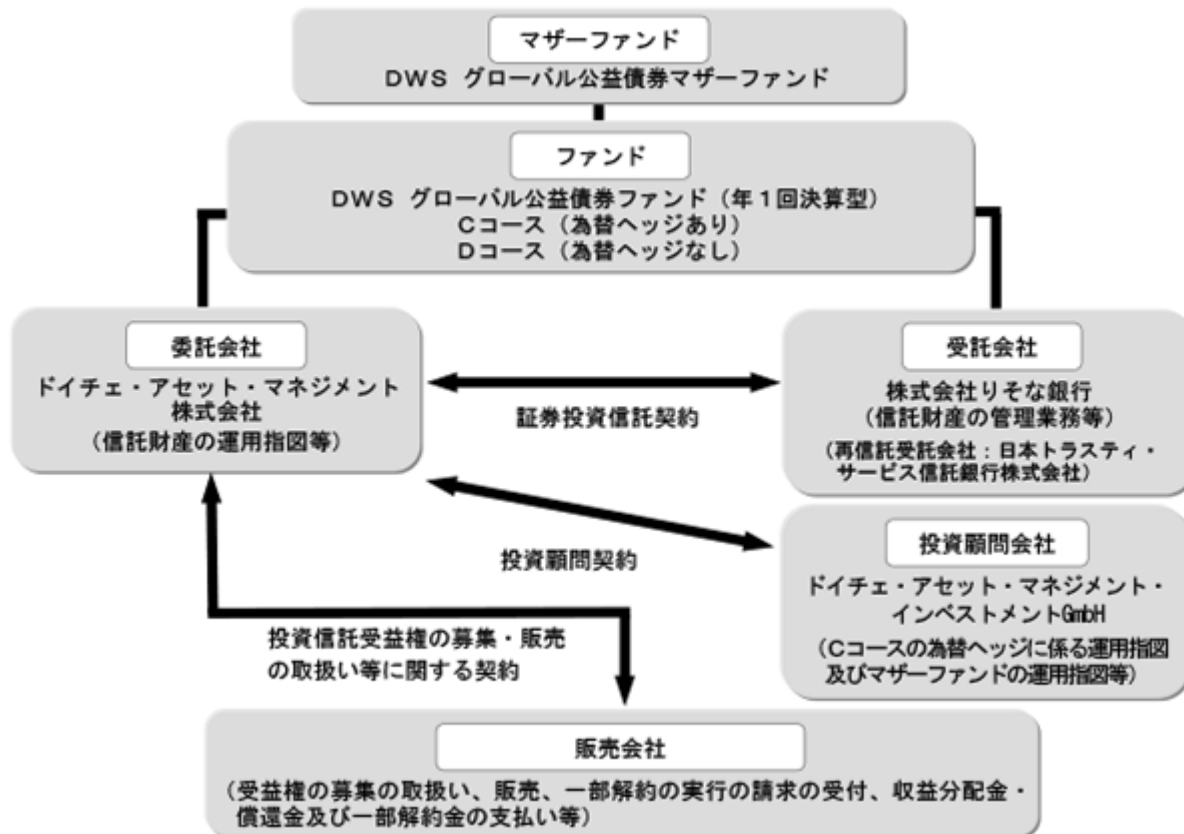 マザーファンド
DWS グローバル公益債券マザーファンド
ファンド
DWS グローバル公益債券ファンド（年1回決算型）
Cコース（為替ヘッジあり）
Dコース（為替ヘッジなし）
委託会社
ドイチェ・アセット・マネジメント
株式会社
（信託財産の運用指図等）
証券投資信託契約
受託会社
株式会社りそな銀行
（信託財産の管理業務等）
（再信託受託会社：日本トラスティ・
サービス信託銀行株式会社）
投資顧問契約
投資顧問会社
ドイチェ・アセット・マネジメント・
インベストメントGmbH
（Cコースの為替ヘッジに係る運用指図
及びマザーファンドの運用指図等）
投資信託受益権の募集・販売
の取扱い等に関する契約
販売会社
（受益権の募集の取扱い、販売、一部解約の実行の請求の受付、収益分配金・
償還金及び一部解約金の支払い等）